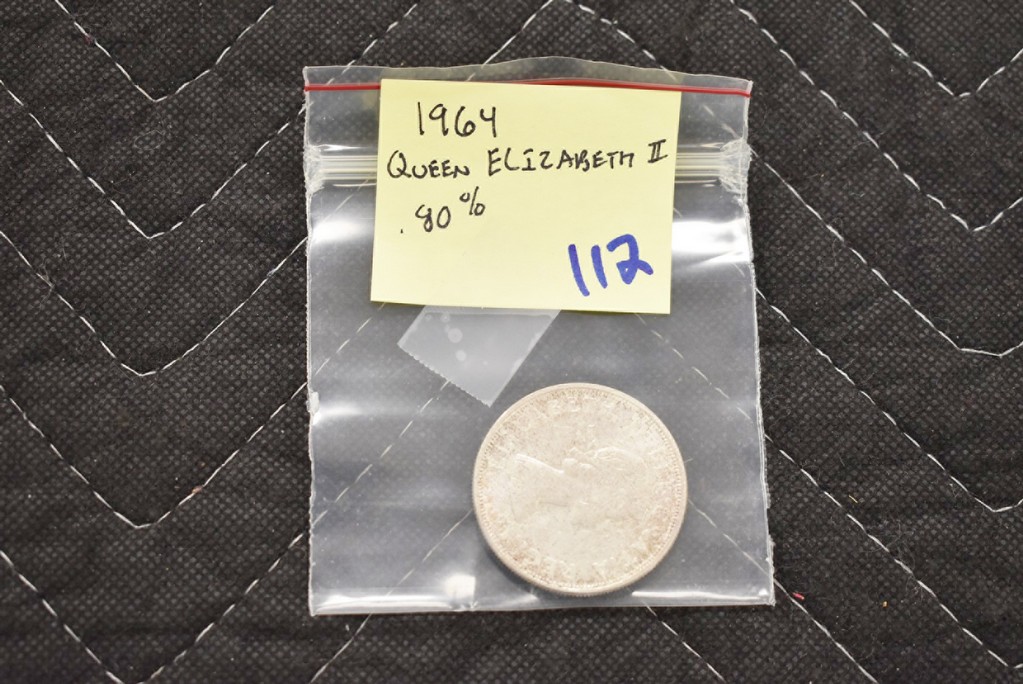 1964
QUEEN ELIZABETH II
.80%
112